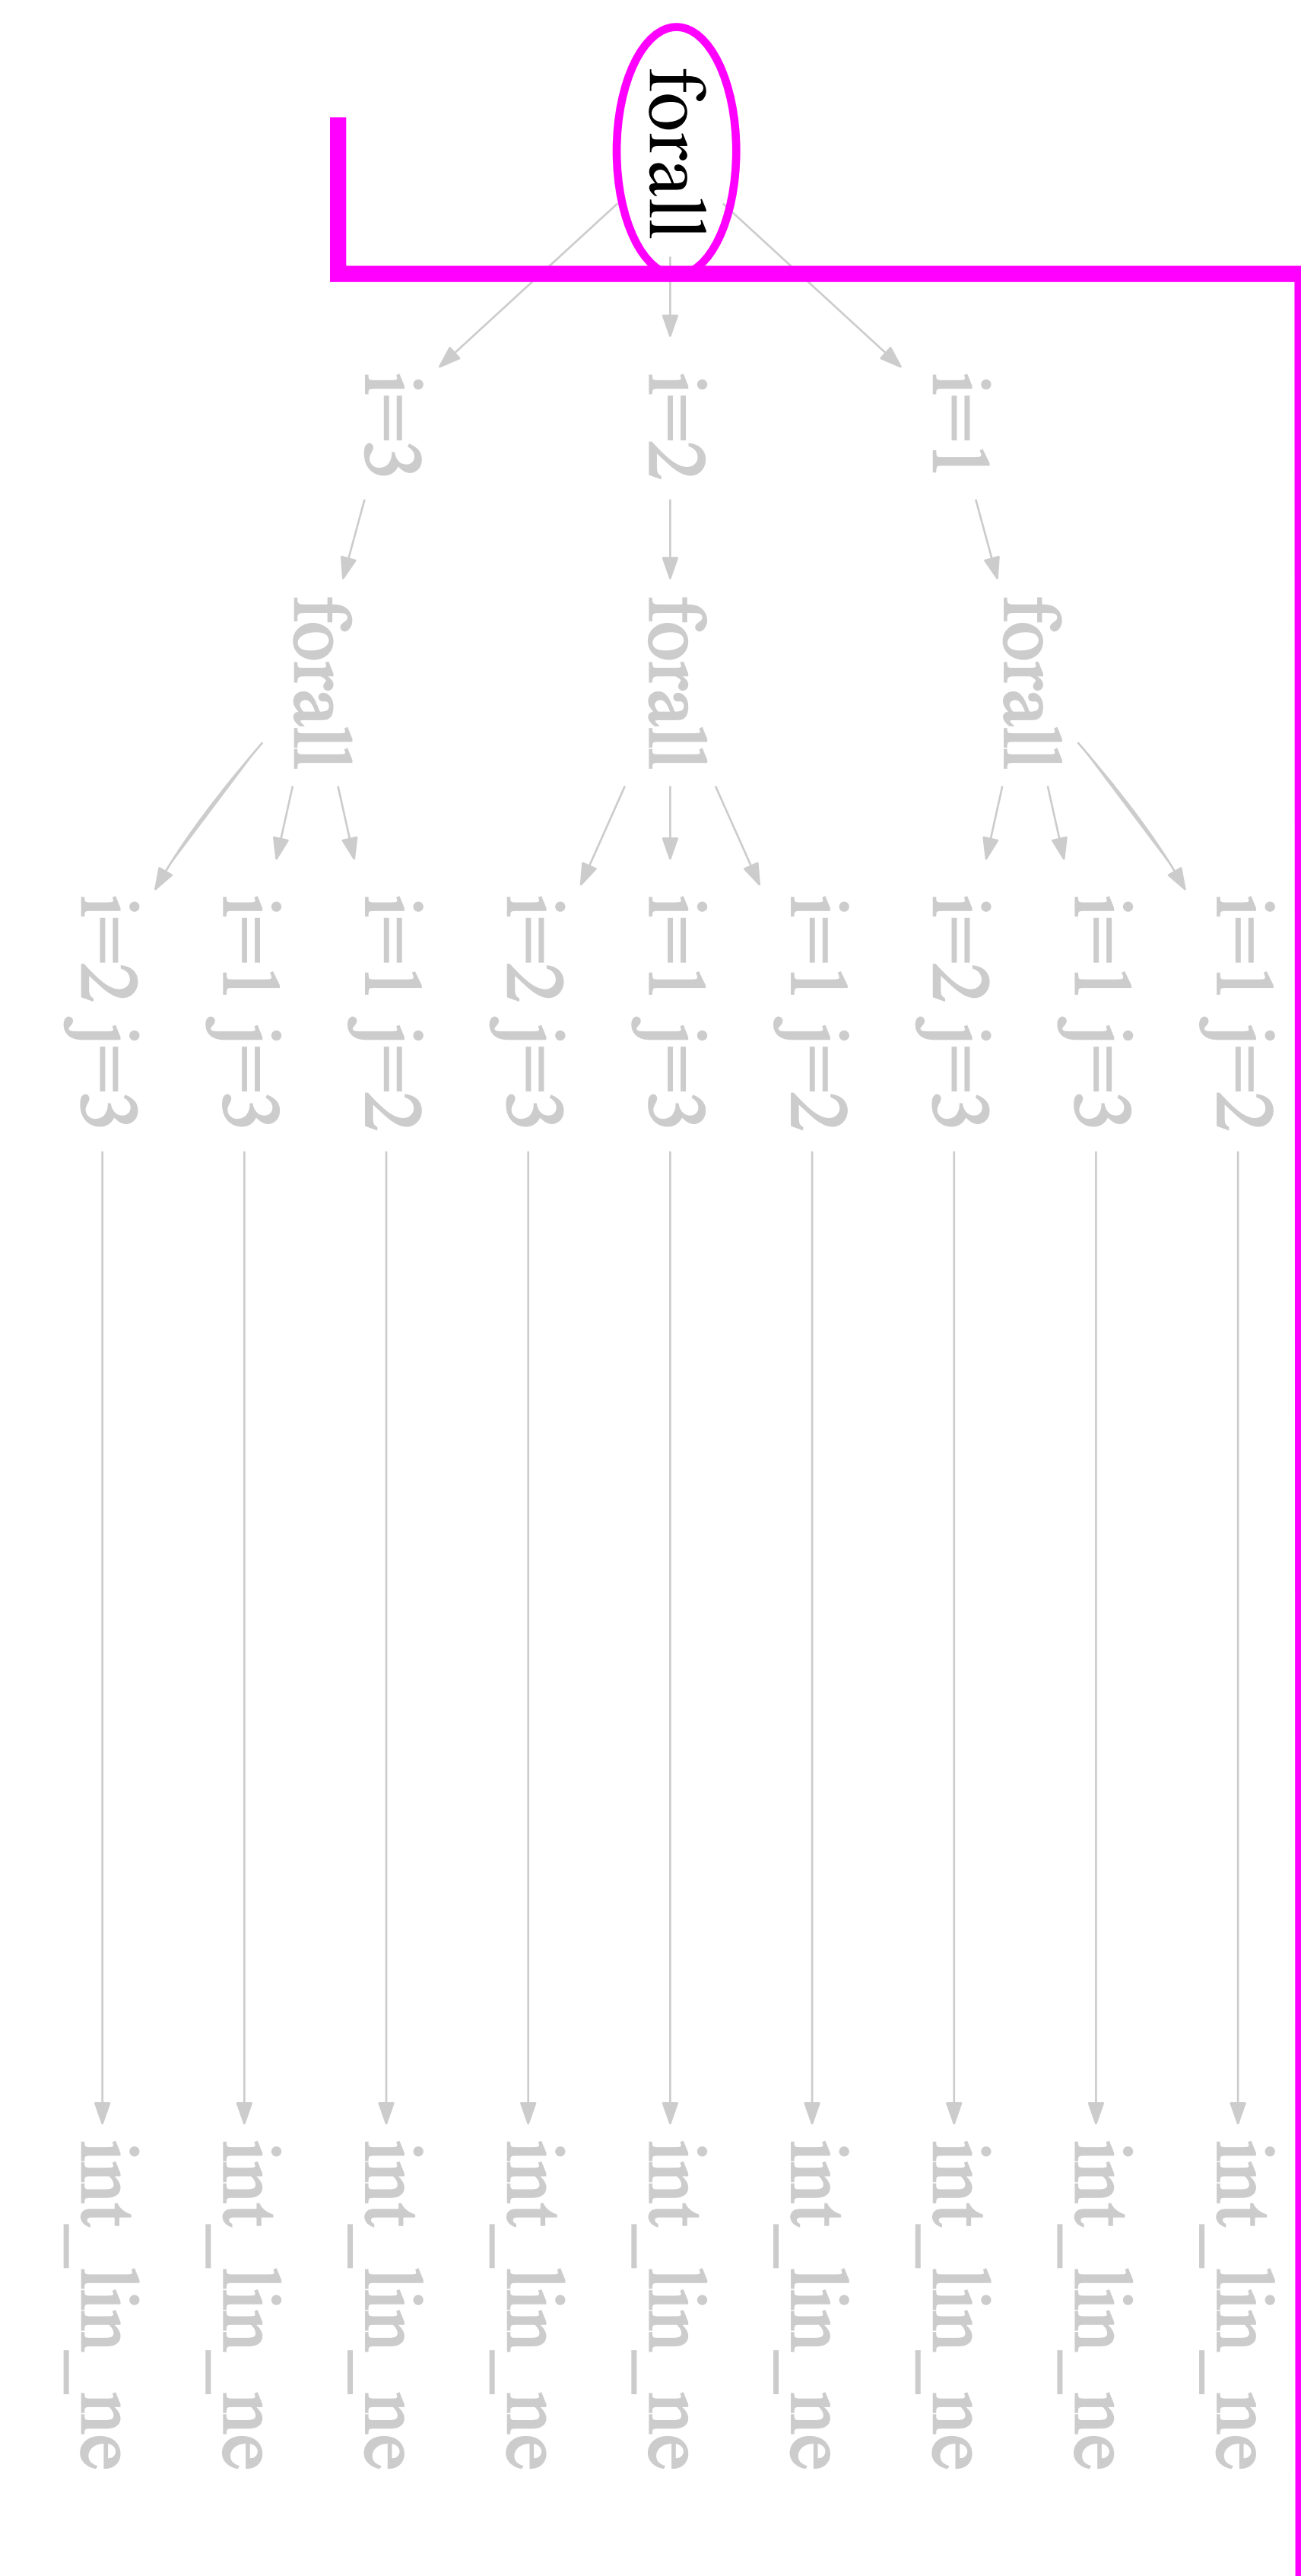 forall
i=1
i=2
i=3
forall
forall
forall
i=1 j=2
i=1 j=3
i=2 j=3
i=1 j=2
i=1 j=3
i=2 j=3
i=1 j=2
i=1 j=3
i=2 j=3
int_lin_ne
int_lin_ne
int_lin_ne
int_lin_ne
int_lin_ne
int_lin_ne
int_lin_ne
int_lin_ne
int_lin_ne